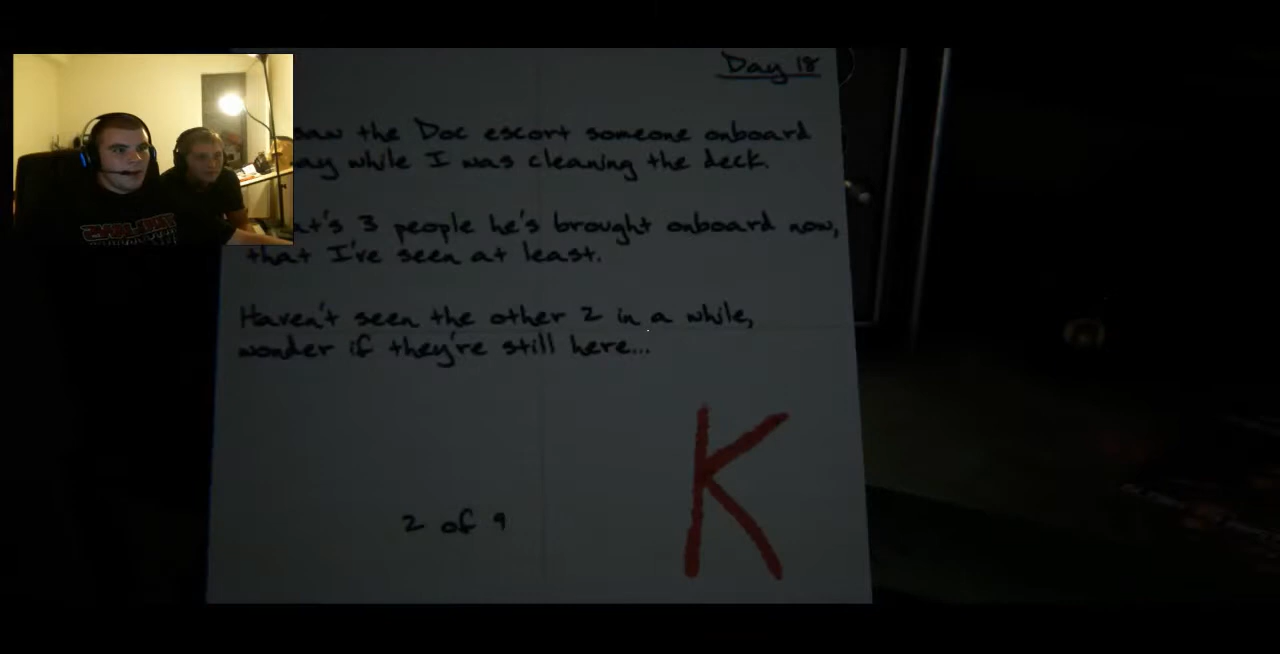 Day 18
saw the Doc escort someone onboard
while I was cleaning the deck.
3 people he's brought onboard now,
that I've seen at least.
Haven't seen the other 2 in a while,
wonder if they're still here...
K
2 of 9